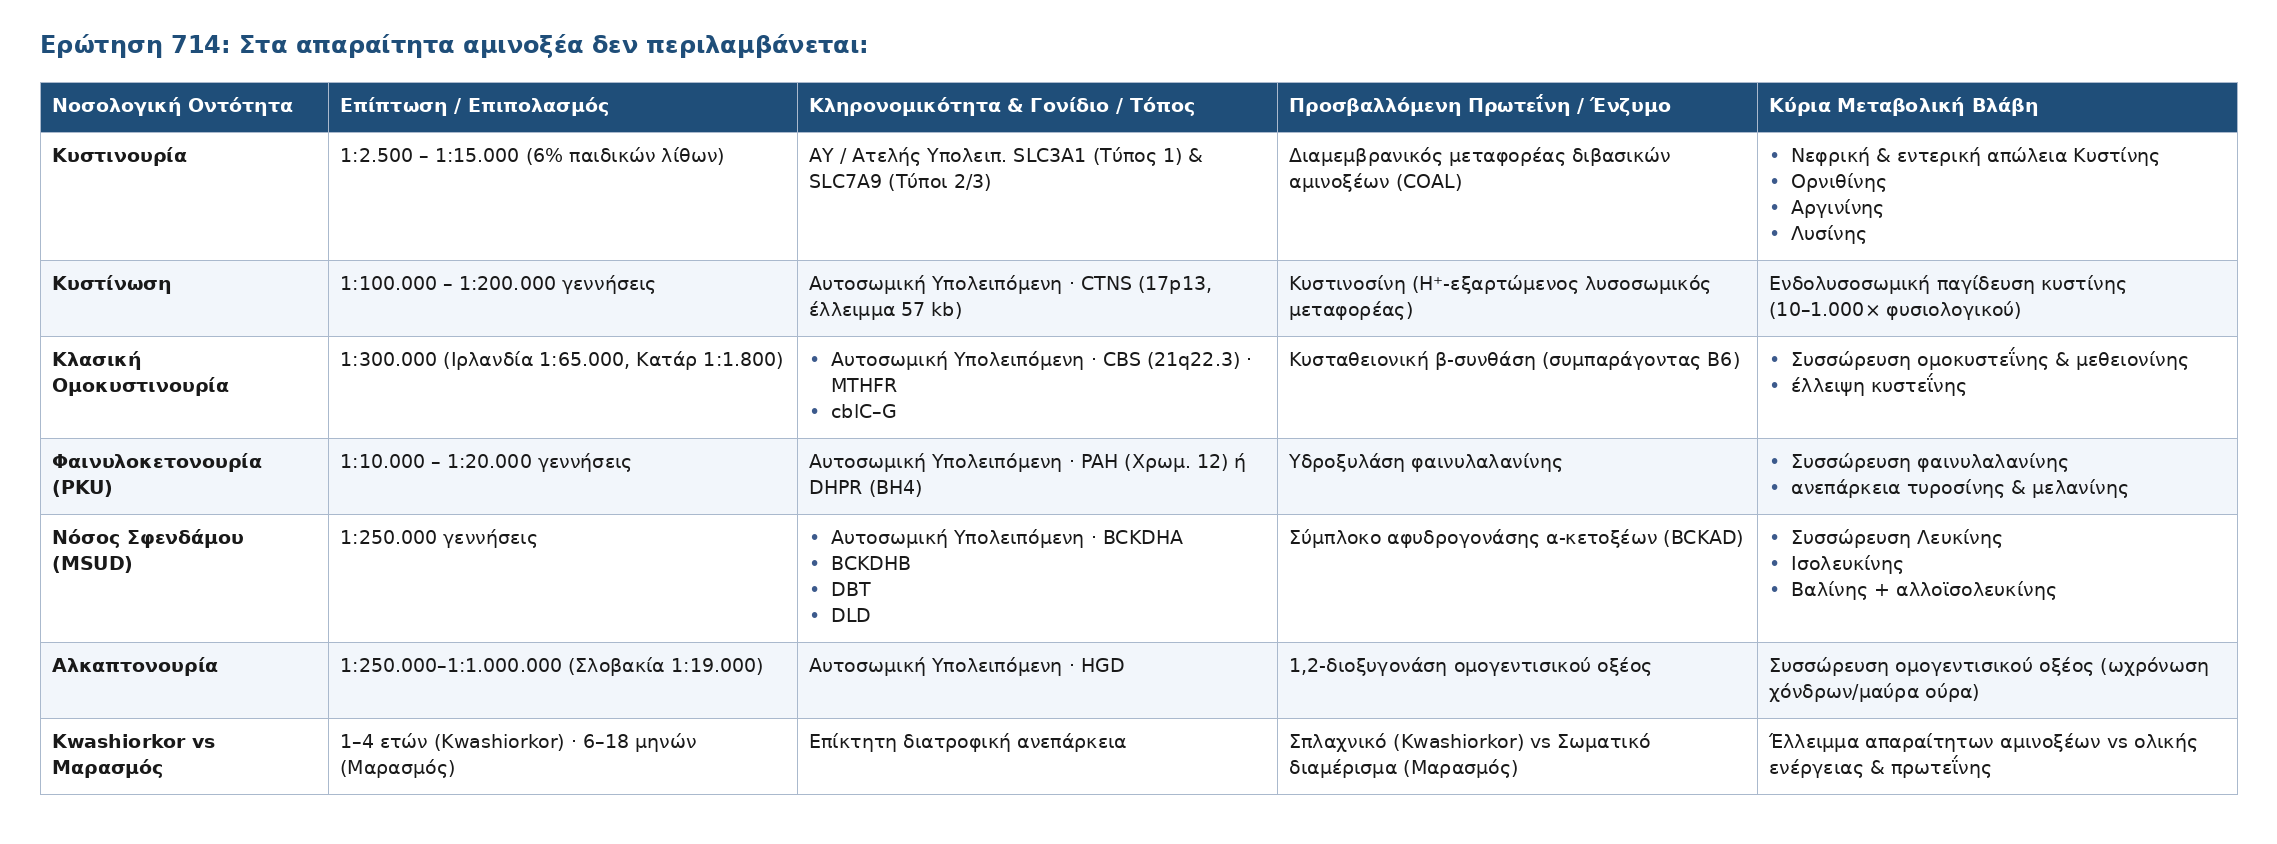 Ερώτηση 714: Στα απαραίτητα αμινοξέα δεν περιλαμβάνεται:
Νοσολογική Οντότητα
Επίπτωση / Επιπολασμός
Κληρονομικότητα & Γονίδιο / Τόπος
Προσβαλλόμενη Πρωτεΐνη / Ένζυμο
Κύρια Μεταβολική Βλάβη
Κυστινουρία
1:2.500 – 1:15.000 (6% παιδικών λίθων)
ΑΥ / Ατελής Υπολειπ. SLC3A1 (Τύπος 1) &
SLC7A9 (Τύποι 2/3)
Διαμεμβρανικός μεταφορέας διβασικών
αμινοξέων (COAL)
• Νεφρική & εντερική απώλεια Κυστίνης
• Ορνιθίνης
• Αργινίνης
• Λυσίνης
Κυστίνωση
1:100.000 – 1:200.000 γεννήσεις
Αυτοσωμική Υπολειπόμενη · CTNS (17p13,
έλλειμμα 57 kb)
Κυστινοσίνη (H⁺-εξαρτώμενος λυσοσωμικός
μεταφορέας)
Ενδολυσοσωμική παγίδευση κυστίνης
(10–1.000× φυσιολογικού)
Κλασική
Ομοκυστινουρία
1:300.000 (Ιρλανδία 1:65.000, Κατάρ 1:1.800)
• Αυτοσωμική Υπολειπόμενη · CBS (21q22.3) ·
MTHFR
• cblC–G
Κυσταθειονική β-συνθάση (συμπαράγοντας B6)
• Συσσώρευση ομοκυστεΐνης & μεθειονίνης
• έλλειψη κυστεΐνης
Φαινυλοκετονουρία
(PKU)
1:10.000 – 1:20.000 γεννήσεις
Αυτοσωμική Υπολειπόμενη · PAH (Χρωμ. 12) ή
DHPR (BH4)
Υδροξυλάση φαινυλαλανίνης
• Συσσώρευση φαινυλαλανίνης
• ανεπάρκεια τυροσίνης & μελανίνης
Νόσος Σφενδάμου
(MSUD)
1:250.000 γεννήσεις
• Αυτοσωμική Υπολειπόμενη · BCKDHA
• BCKDHB
• DBT
• DLD
Σύμπλοκο αφυδρογονάσης α-κετοξέων (BCKAD)
• Συσσώρευση Λευκίνης
• Ισολευκίνης
• Βαλίνης + αλλοϊσολευκίνης
Αλκαπτονουρία
1:250.000–1:1.000.000 (Σλοβακία 1:19.000)
Αυτοσωμική Υπολειπόμενη · HGD
1,2-διοξυγονάση ομογεντισικού οξέος
Συσσώρευση ομογεντισικού οξέος (ωχρόνωση
χόνδρων/μαύρα ούρα)
Kwashiorkor vs
Μαρασμός
1–4 ετών (Kwashiorkor) · 6–18 μηνών
(Μαρασμός)
Επίκτητη διατροφική ανεπάρκεια
Σπλαχνικό (Kwashiorkor) vs Σωματικό
διαμέρισμα (Μαρασμός)
Έλλειμμα απαραίτητων αμινοξέων vs ολικής
ενέργειας & πρωτεΐνης